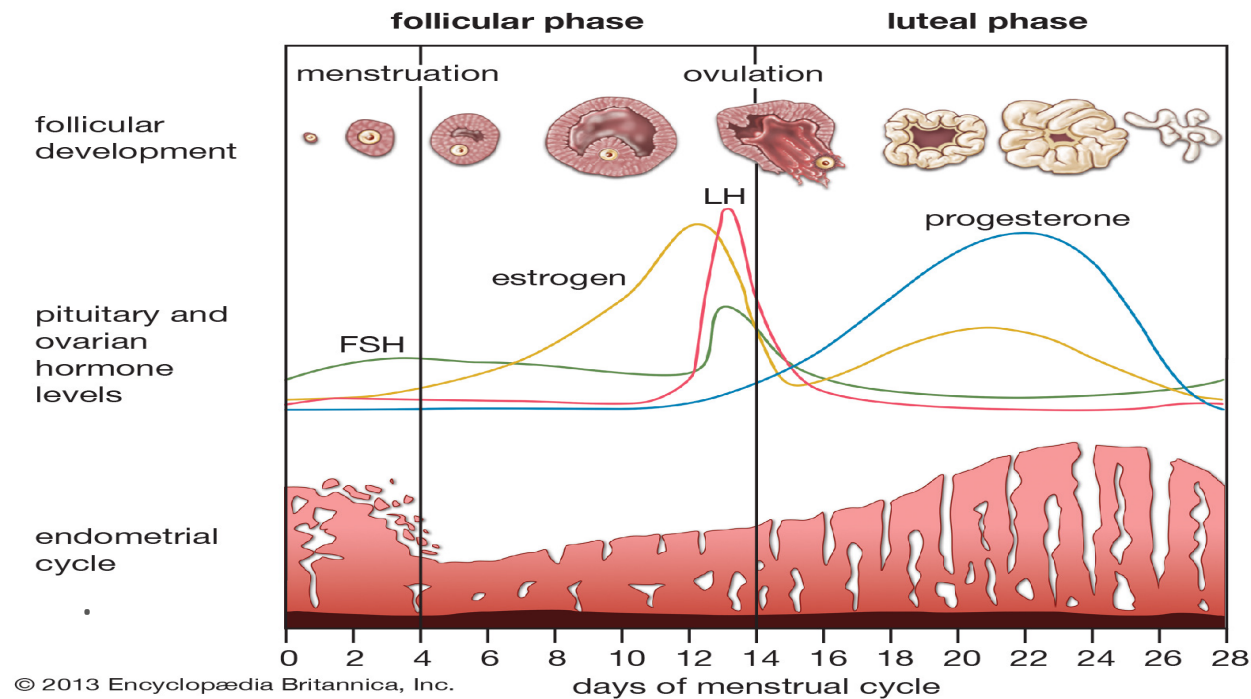 follicular phase
luteal phase
menstruation
ovulation
follicular
development
LH
progesterone
estrogen
pituitary and
ovarian
hormone
levels
FSH
endometrial
cycle
0 2 4 6 8 10 12 14 16 18 20 22 24 26 28
© 2013 Encyclopædia Britannica, Inc.
days of menstrual cycle